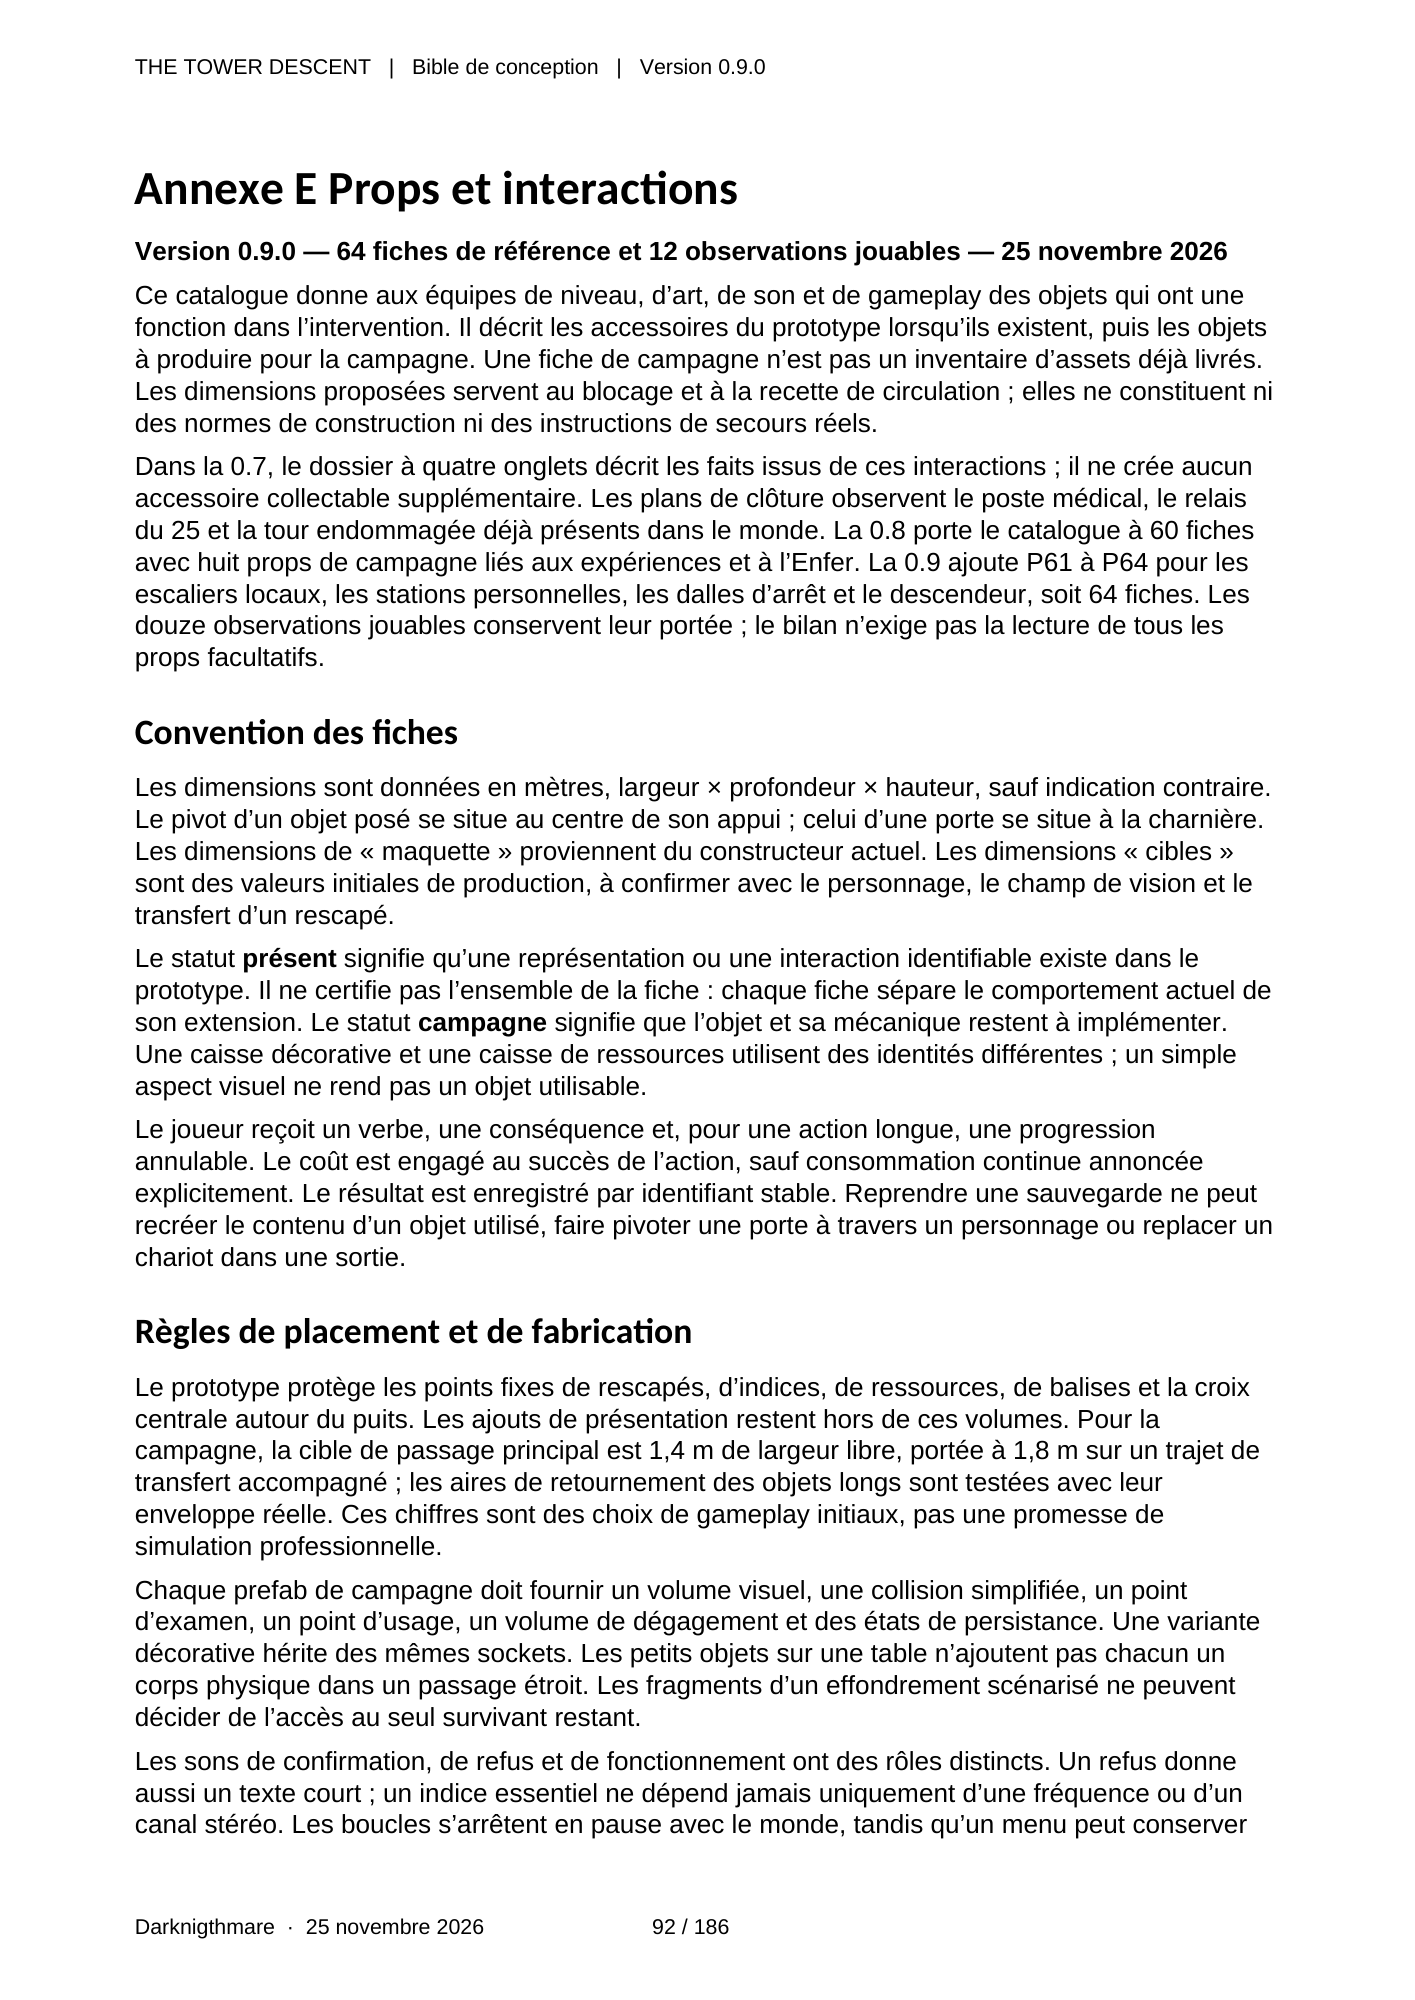 THE TOWER DESCENT | Bible de conception | Version 0.9.0
Annexe E Props et interactions
Version 0.9.0 — 64 fiches de référence et 12 observations jouables — 25 novembre 2026
Ce catalogue donne aux équipes de niveau, d’art, de son et de gameplay des objets qui ont une
fonction dans l’intervention. Il décrit les accessoires du prototype lorsqu’ils existent, puis les objets
à produire pour la campagne. Une fiche de campagne n’est pas un inventaire d’assets déjà livrés.
Les dimensions proposées servent au blocage et à la recette de circulation ; elles ne constituent ni
des normes de construction ni des instructions de secours réels.
Dans la 0.7, le dossier à quatre onglets décrit les faits issus de ces interactions ; il ne crée aucun
accessoire collectable supplémentaire. Les plans de clôture observent le poste médical, le relais
du 25 et la tour endommagée déjà présents dans le monde. La 0.8 porte le catalogue à 60 fiches
avec huit props de campagne liés aux expériences et à l’Enfer. La 0.9 ajoute P61 à P64 pour les
escaliers locaux, les stations personnelles, les dalles d’arrêt et le descendeur, soit 64 fiches. Les
douze observations jouables conservent leur portée ; le bilan n’exige pas la lecture de tous les
props facultatifs.
Convention des fiches
Les dimensions sont données en mètres, largeur × profondeur × hauteur, sauf indication contraire.
Le pivot d’un objet posé se situe au centre de son appui ; celui d’une porte se situe à la charnière.
Les dimensions de « maquette » proviennent du constructeur actuel. Les dimensions « cibles »
sont des valeurs initiales de production, à confirmer avec le personnage, le champ de vision et le
transfert d’un rescapé.
Le statut présent signifie qu’une représentation ou une interaction identifiable existe dans le
prototype. Il ne certifie pas l’ensemble de la fiche : chaque fiche sépare le comportement actuel de
son extension. Le statut campagne signifie que l’objet et sa mécanique restent à implémenter.
Une caisse décorative et une caisse de ressources utilisent des identités différentes ; un simple
aspect visuel ne rend pas un objet utilisable.
Le joueur reçoit un verbe, une conséquence et, pour une action longue, une progression
annulable. Le coût est engagé au succès de l’action, sauf consommation continue annoncée
explicitement. Le résultat est enregistré par identifiant stable. Reprendre une sauvegarde ne peut
recréer le contenu d’un objet utilisé, faire pivoter une porte à travers un personnage ou replacer un
chariot dans une sortie.
Règles de placement et de fabrication
Le prototype protège les points fixes de rescapés, d’indices, de ressources, de balises et la croix
centrale autour du puits. Les ajouts de présentation restent hors de ces volumes. Pour la
campagne, la cible de passage principal est 1,4 m de largeur libre, portée à 1,8 m sur un trajet de
transfert accompagné ; les aires de retournement des objets longs sont testées avec leur
enveloppe réelle. Ces chiffres sont des choix de gameplay initiaux, pas une promesse de
simulation professionnelle.
Chaque prefab de campagne doit fournir un volume visuel, une collision simplifiée, un point
d’examen, un point d’usage, un volume de dégagement et des états de persistance. Une variante
décorative hérite des mêmes sockets. Les petits objets sur une table n’ajoutent pas chacun un
corps physique dans un passage étroit. Les fragments d’un effondrement scénarisé ne peuvent
décider de l’accès au seul survivant restant.
Les sons de confirmation, de refus et de fonctionnement ont des rôles distincts. Un refus donne
aussi un texte court ; un indice essentiel ne dépend jamais uniquement d’une fréquence ou d’un
canal stéréo. Les boucles s’arrêtent en pause avec le monde, tandis qu’un menu peut conserver
Darknigthmare · 25 novembre 2026 92 / 186